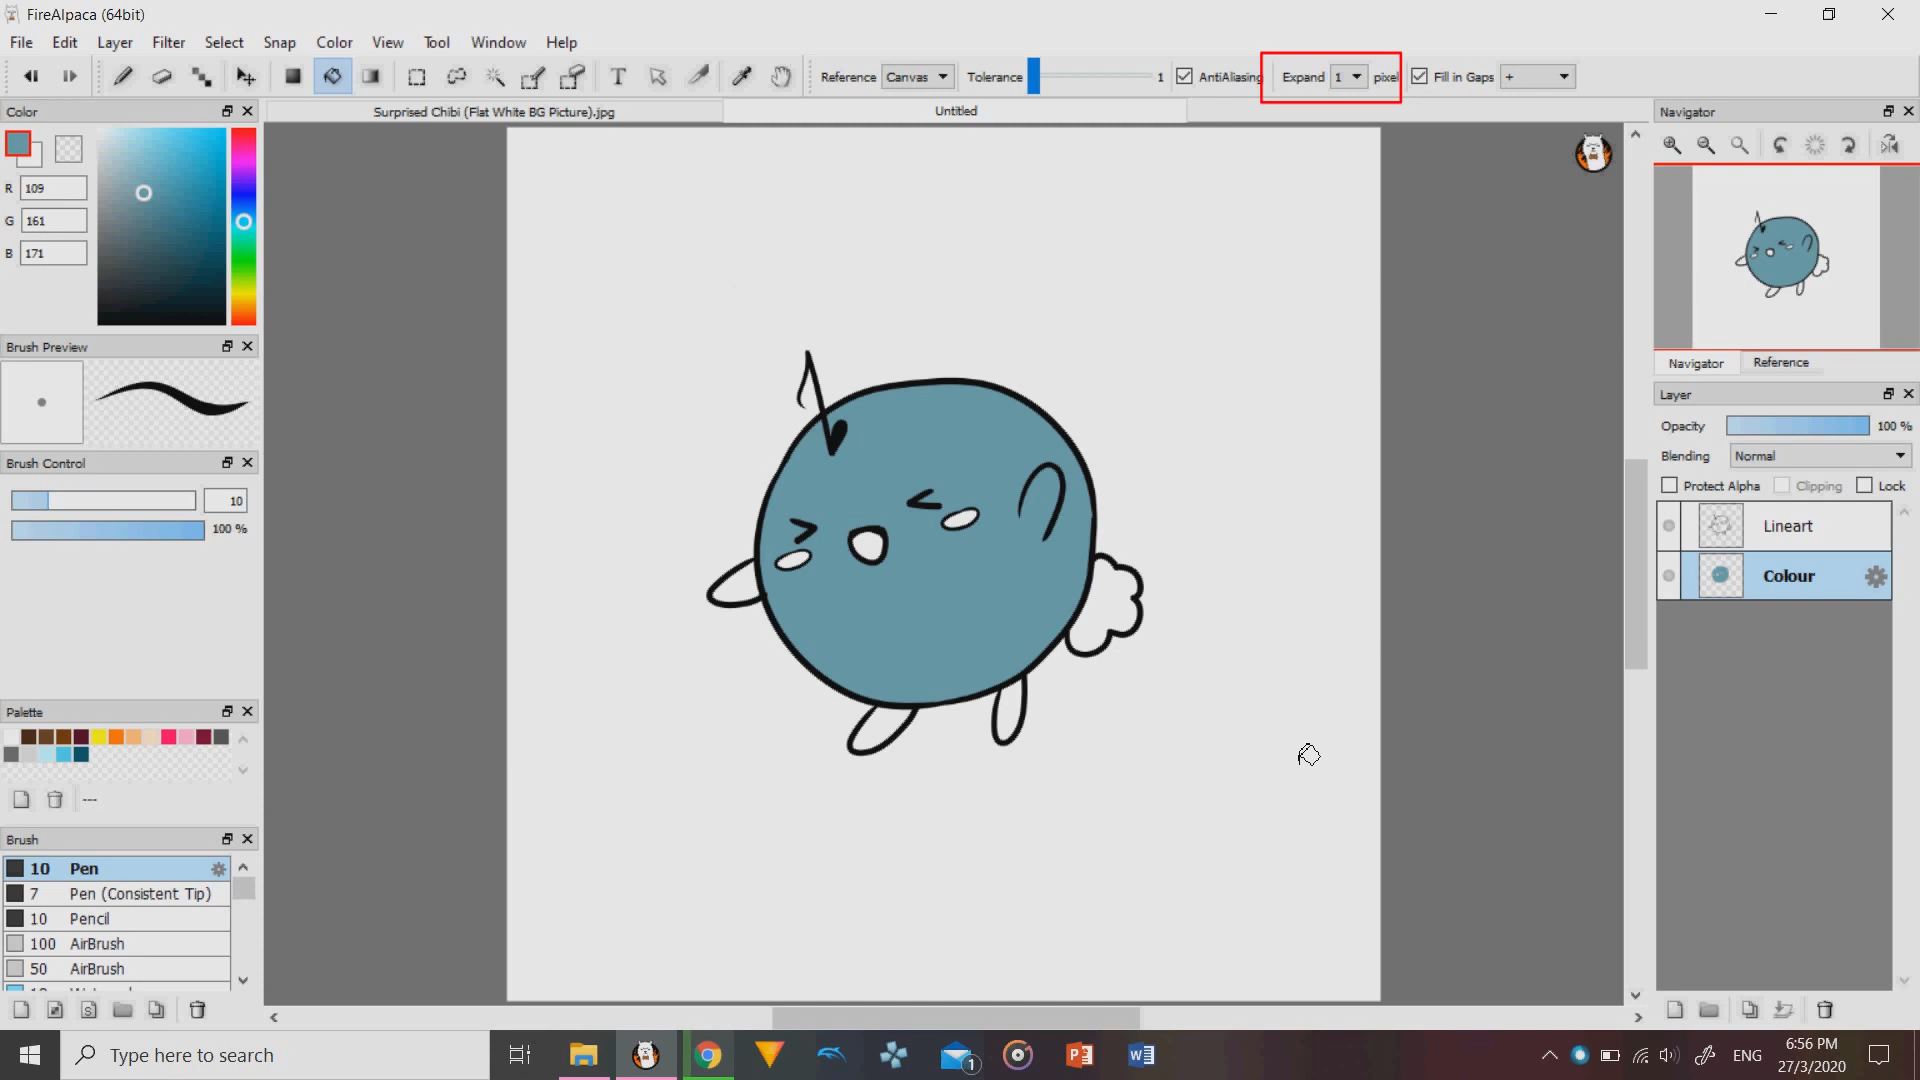 FireAlpaca (64bit)
File Edit Layer Filter Select Snap Color View Tool Window Help
Reference Canvas Tolerance 1 AntiAliasing Expand 1 pixel Fill in Gaps +
Color
Surprised Chibi (Flat White BG Picture).jpg
Untitled
Navigator
R 109
G 161
B 171
Brush Preview
Navigator Reference
Layer
Opacity 100 %
Blending Normal
Brush Control
Protect Alpha Clipping Lock
10
100 %
Lineart
Colour
Palette
---
Brush
10 Pen
7 Pen (Consistent Tip)
10 Pencil
100 AirBrush
50 AirBrush
Type here to search
1
ENG
6:56 PM
27/3/2020